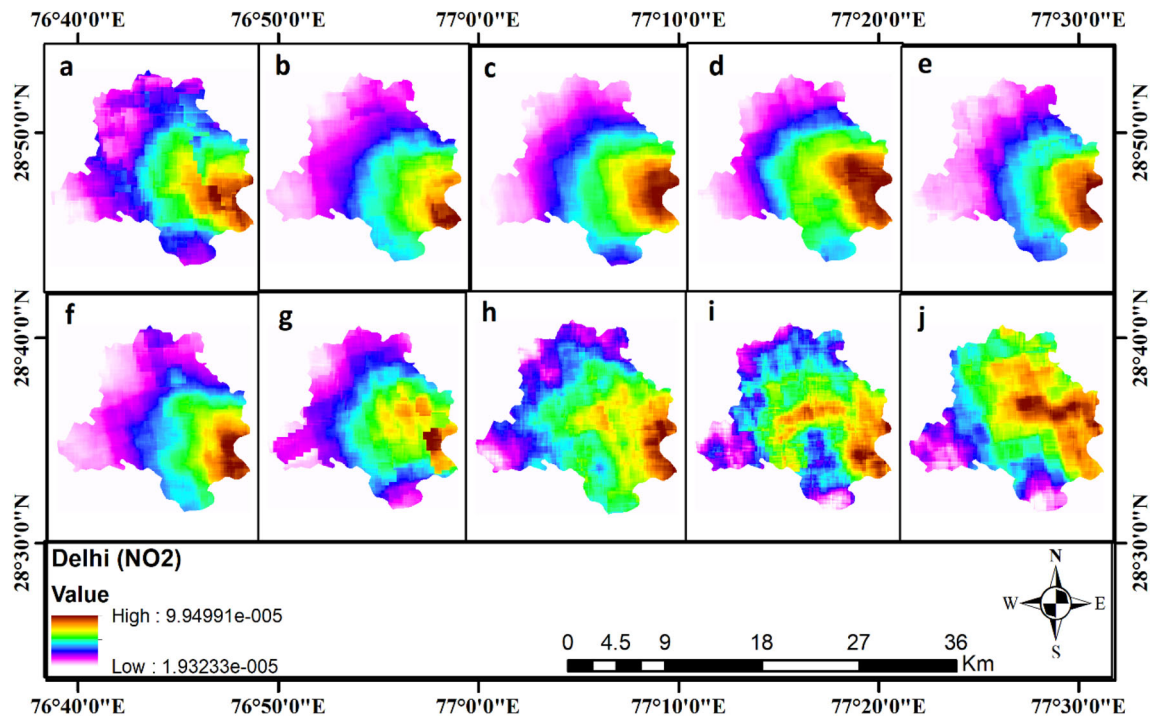 76°40'0"E 76°50'0"E 77°0'0"E 77°10'0"E 77°20'0"E 77°30'0"E
a b c d e
28°50'0"N 28°50'0"N
28°40'0"N 28°40'0"N
f g h i j
28°30'0"N 28°30'0"N
Delhi (NO2)
Value
High : 9.94991e-005
Low : 1.93233e-005
N
W E
S
0 4.5 9 18 27 36
Km
76°40'0"E 76°50'0"E 77°0'0"E 77°10'0"E 77°20'0"E 77°30'0"E